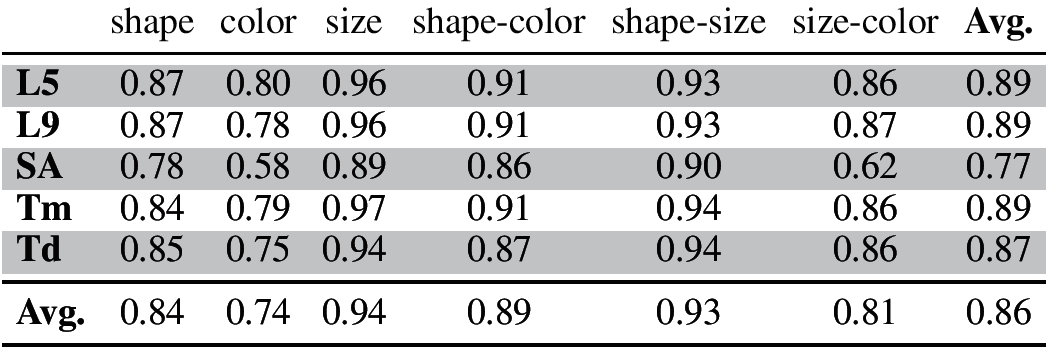 shape color size shape-color shape-size size-color Avg.
L5 0.87 0.80 0.96 0.91 0.93 0.86 0.89
L9 0.87 0.78 0.96 0.91 0.93 0.87 0.89
SA 0.78 0.58 0.89 0.86 0.90 0.62 0.77
Tm 0.84 0.79 0.97 0.91 0.94 0.86 0.89
Td 0.85 0.75 0.94 0.87 0.94 0.86 0.87
Avg. 0.84 0.74 0.94 0.89 0.93 0.81 0.86